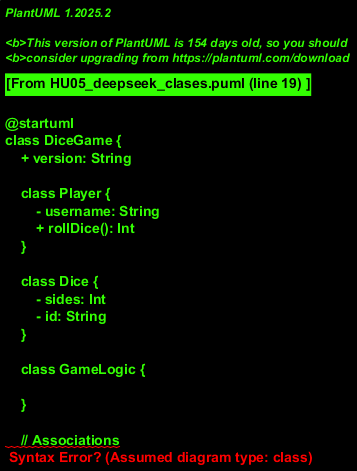 PlantUML 1.2025.2
<b>This version of PlantUML is 154 days old, so you should
<b>consider upgrading from https://plantuml.com/download
[From HU05_deepseek_clases.puml (line 19) ]
@startuml
class DiceGame {
+ version: String
class Player {
- username: String
+ rollDice(): Int
}
class Dice {
- sides: Int
- id: String
}
class GameLogic {
}
// Associations
Syntax Error? (Assumed diagram type: class)